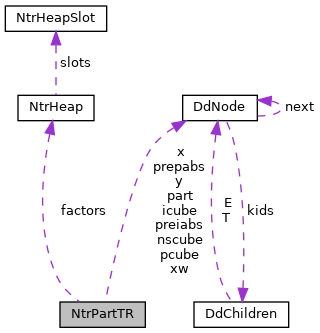 NtrHeapSlot
slots
NtrHeap
DdNode
next
x
prepabs
y
part
icube
preiabs
nscube
pcube
xw
factors
E
T
kids
NtrPartTR
DdChildren